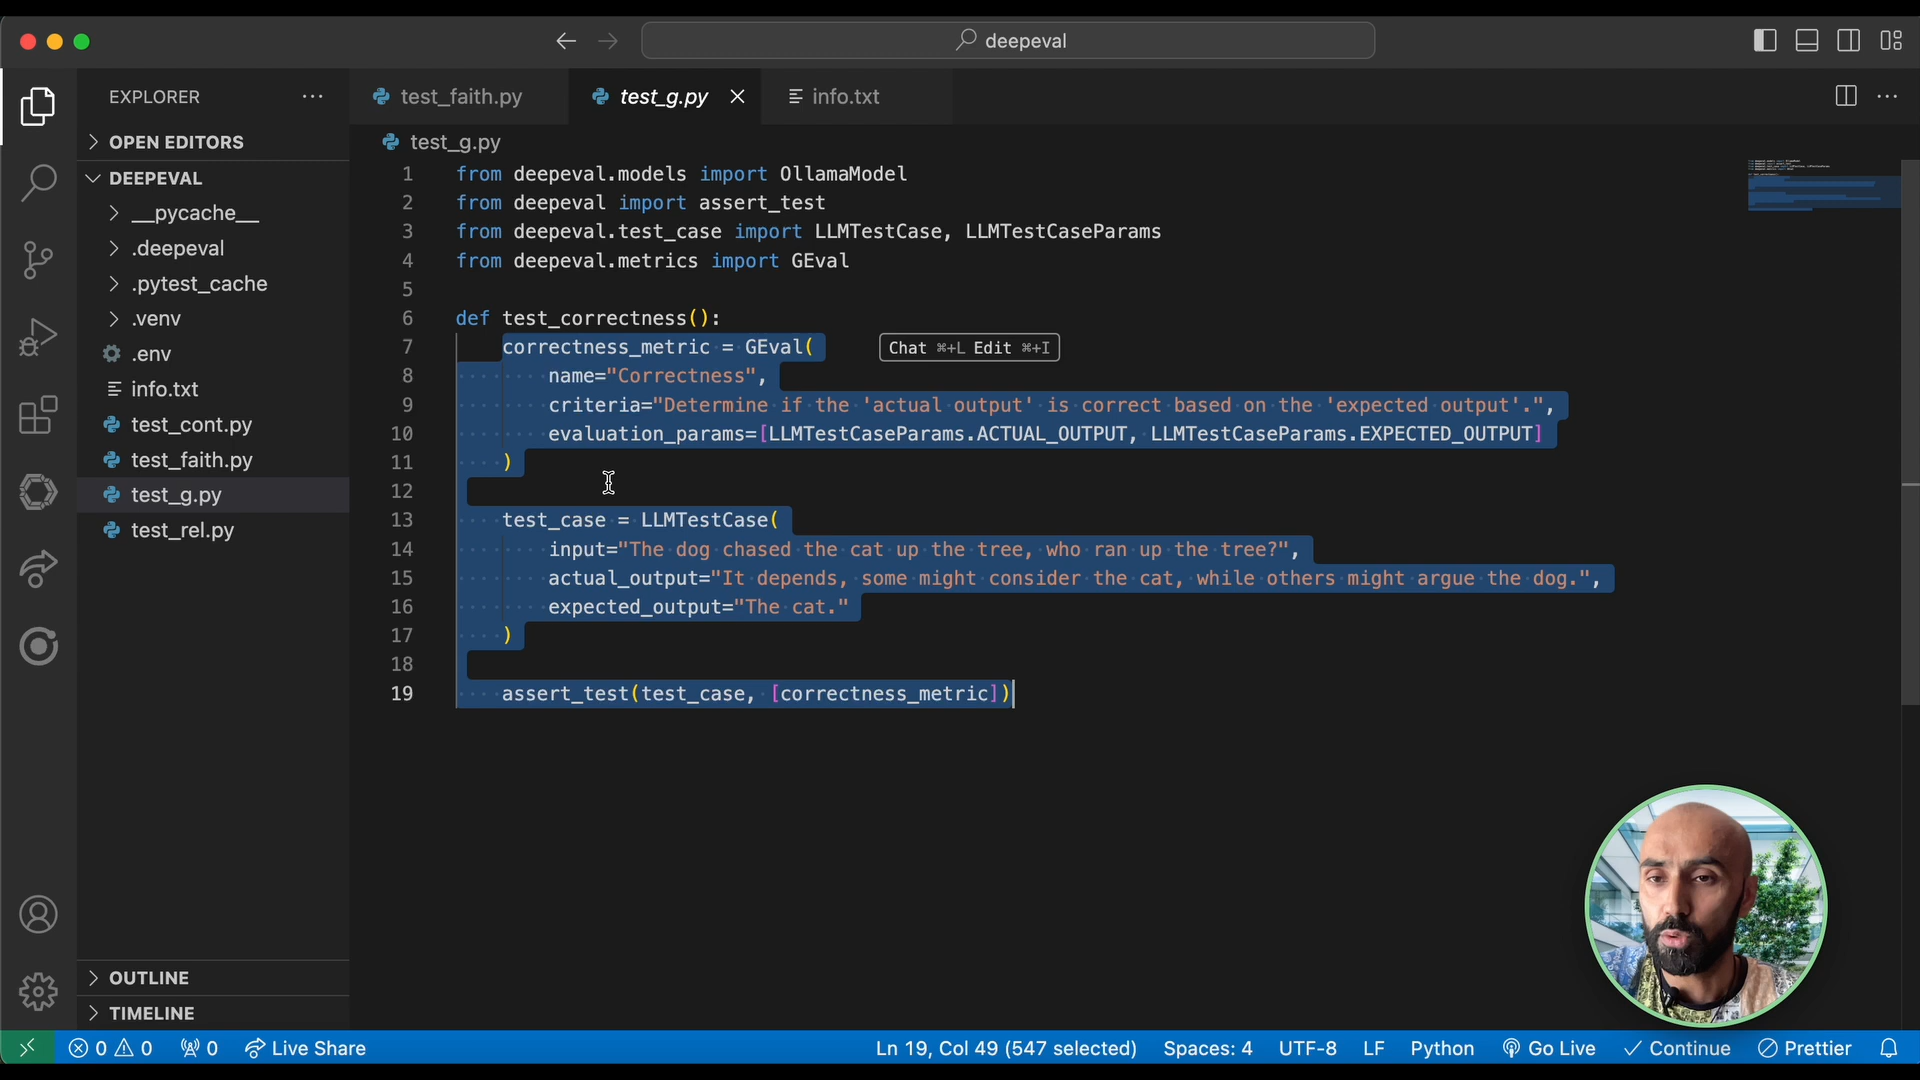 deepeval
EXPLORER
test_faith.py
test_g.py
info.txt
OPEN EDITORS
test_g.py
DEEPEVAL
__pycache__
.deepeval
.pytest_cache
.venv
.env
info.txt
test_cont.py
test_faith.py
test_g.py
test_rel.py
OUTLINE
TIMELINE
1 from deepeval.models import OllamaModel
2 from deepeval import assert_test
3 from deepeval.test_case import LLMTestCase, LLMTestCaseParams
4 from deepeval.metrics import GEval
5
6 def test_correctness():
7 correctness_metric = GEval(
Chat ⌘+L Edit ⌘+I
8 name="Correctness",
9 criteria="Determine if the 'actual output' is correct based on the 'expected output'.",
10 evaluation_params=[LLMTestCaseParams.ACTUAL_OUTPUT, LLMTestCaseParams.EXPECTED_OUTPUT]
11 )
12
13 test_case = LLMTestCase(
14 input="The dog chased the cat up the tree, who ran up the tree?",
15 actual_output="It depends, some might consider the cat, while others might argue the dog.",
16 expected_output="The cat."
17 )
18
19 assert_test(test_case, [correctness_metric])
0 0 0 Live Share Ln 19, Col 49 (547 selected) Spaces: 4 UTF-8 LF Python Go Live Continue Prettier